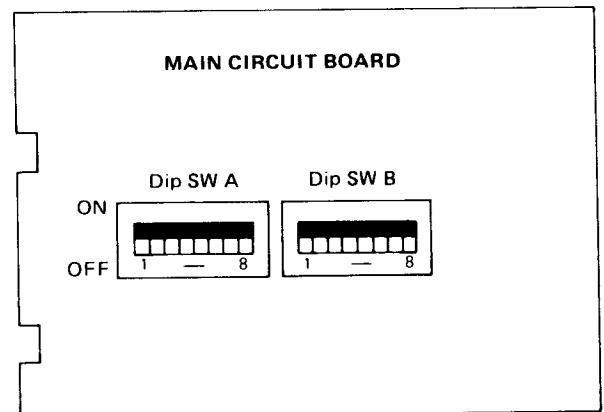 MAIN CIRCUIT BOARD
Dip SW A
Dip SW B
ON
OFF
1 — 8
1 — 8